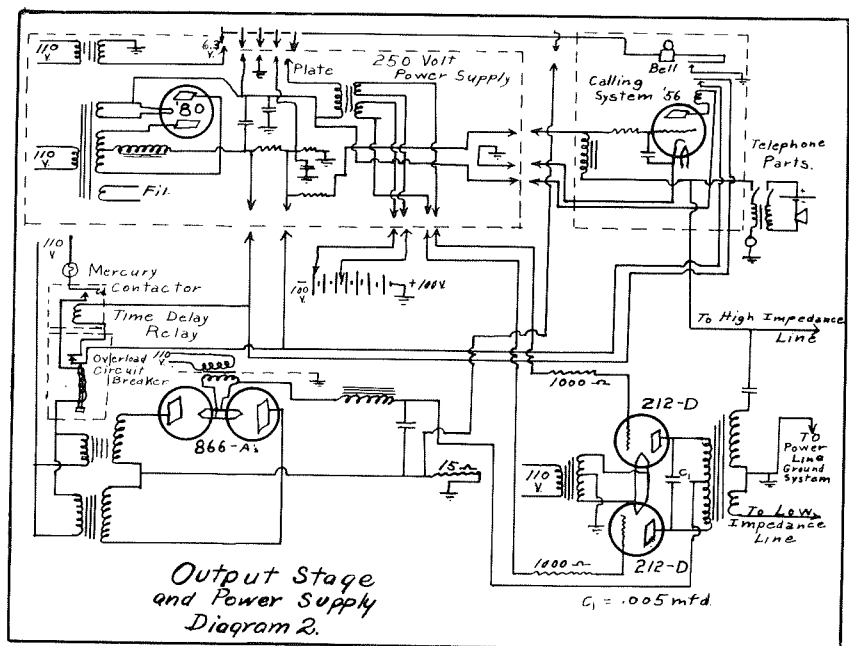 110
V.
6.3
V.
Plate
250 Volt
Power Supply
Bell
Calling
System '56
'80
110
V.
Fil.
Telephone
Parts.
+
-
110
V
Mercury
Contactor
Time Delay
Relay
-
100
V.
+100V.
To High Impedance
Line
Overload
Circuit
Breaker
110
V.
1000 Ω
212-D
866-A's
15 Ω
110
V.
C₁
TO
Power
Line
Ground
System
To Low
Impedance
Line
1000 Ω
212-D
Output Stage
and Power Supply
Diagram 2.
C₁ = .005 mfd.